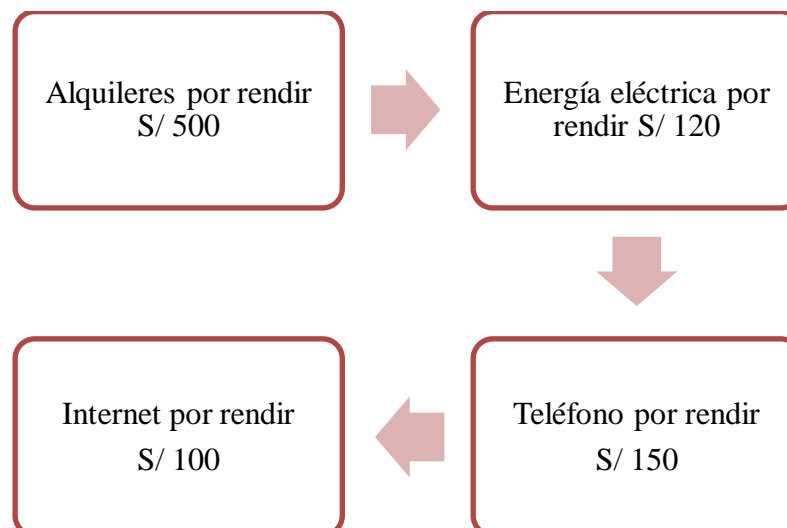 Alquileres por rendir
S/ 500
Energía eléctrica por
rendir S/ 120
Teléfono por rendir
S/ 150
Internet por rendir
S/ 100